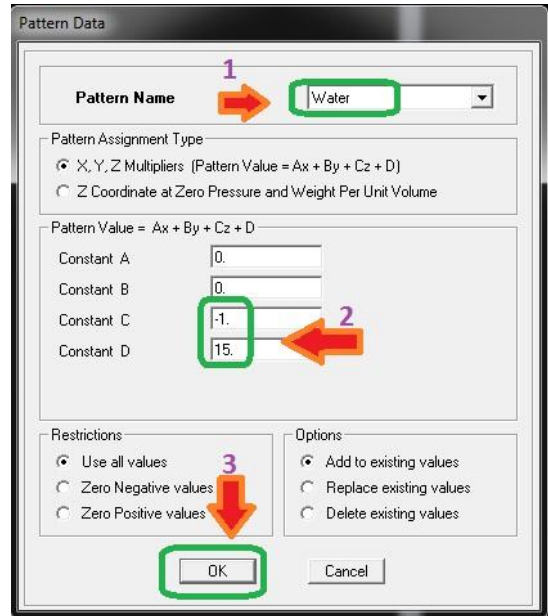 Pattern Data
1
Pattern Name Water
Pattern Assignment Type
X, Y, Z Multipliers (Pattern Value = Ax + By + Cz + D)
Z Coordinate at Zero Pressure and Weight Per Unit Volume
Pattern Value = Ax + By + Cz + D
Constant A 0.
Constant B 0.
Constant C -1. 2
Constant D 15.
Restrictions
Use all values
Zero Negative values
Zero Positive values
3
Options
Add to existing values
Replace existing values
Delete existing values
OK Cancel